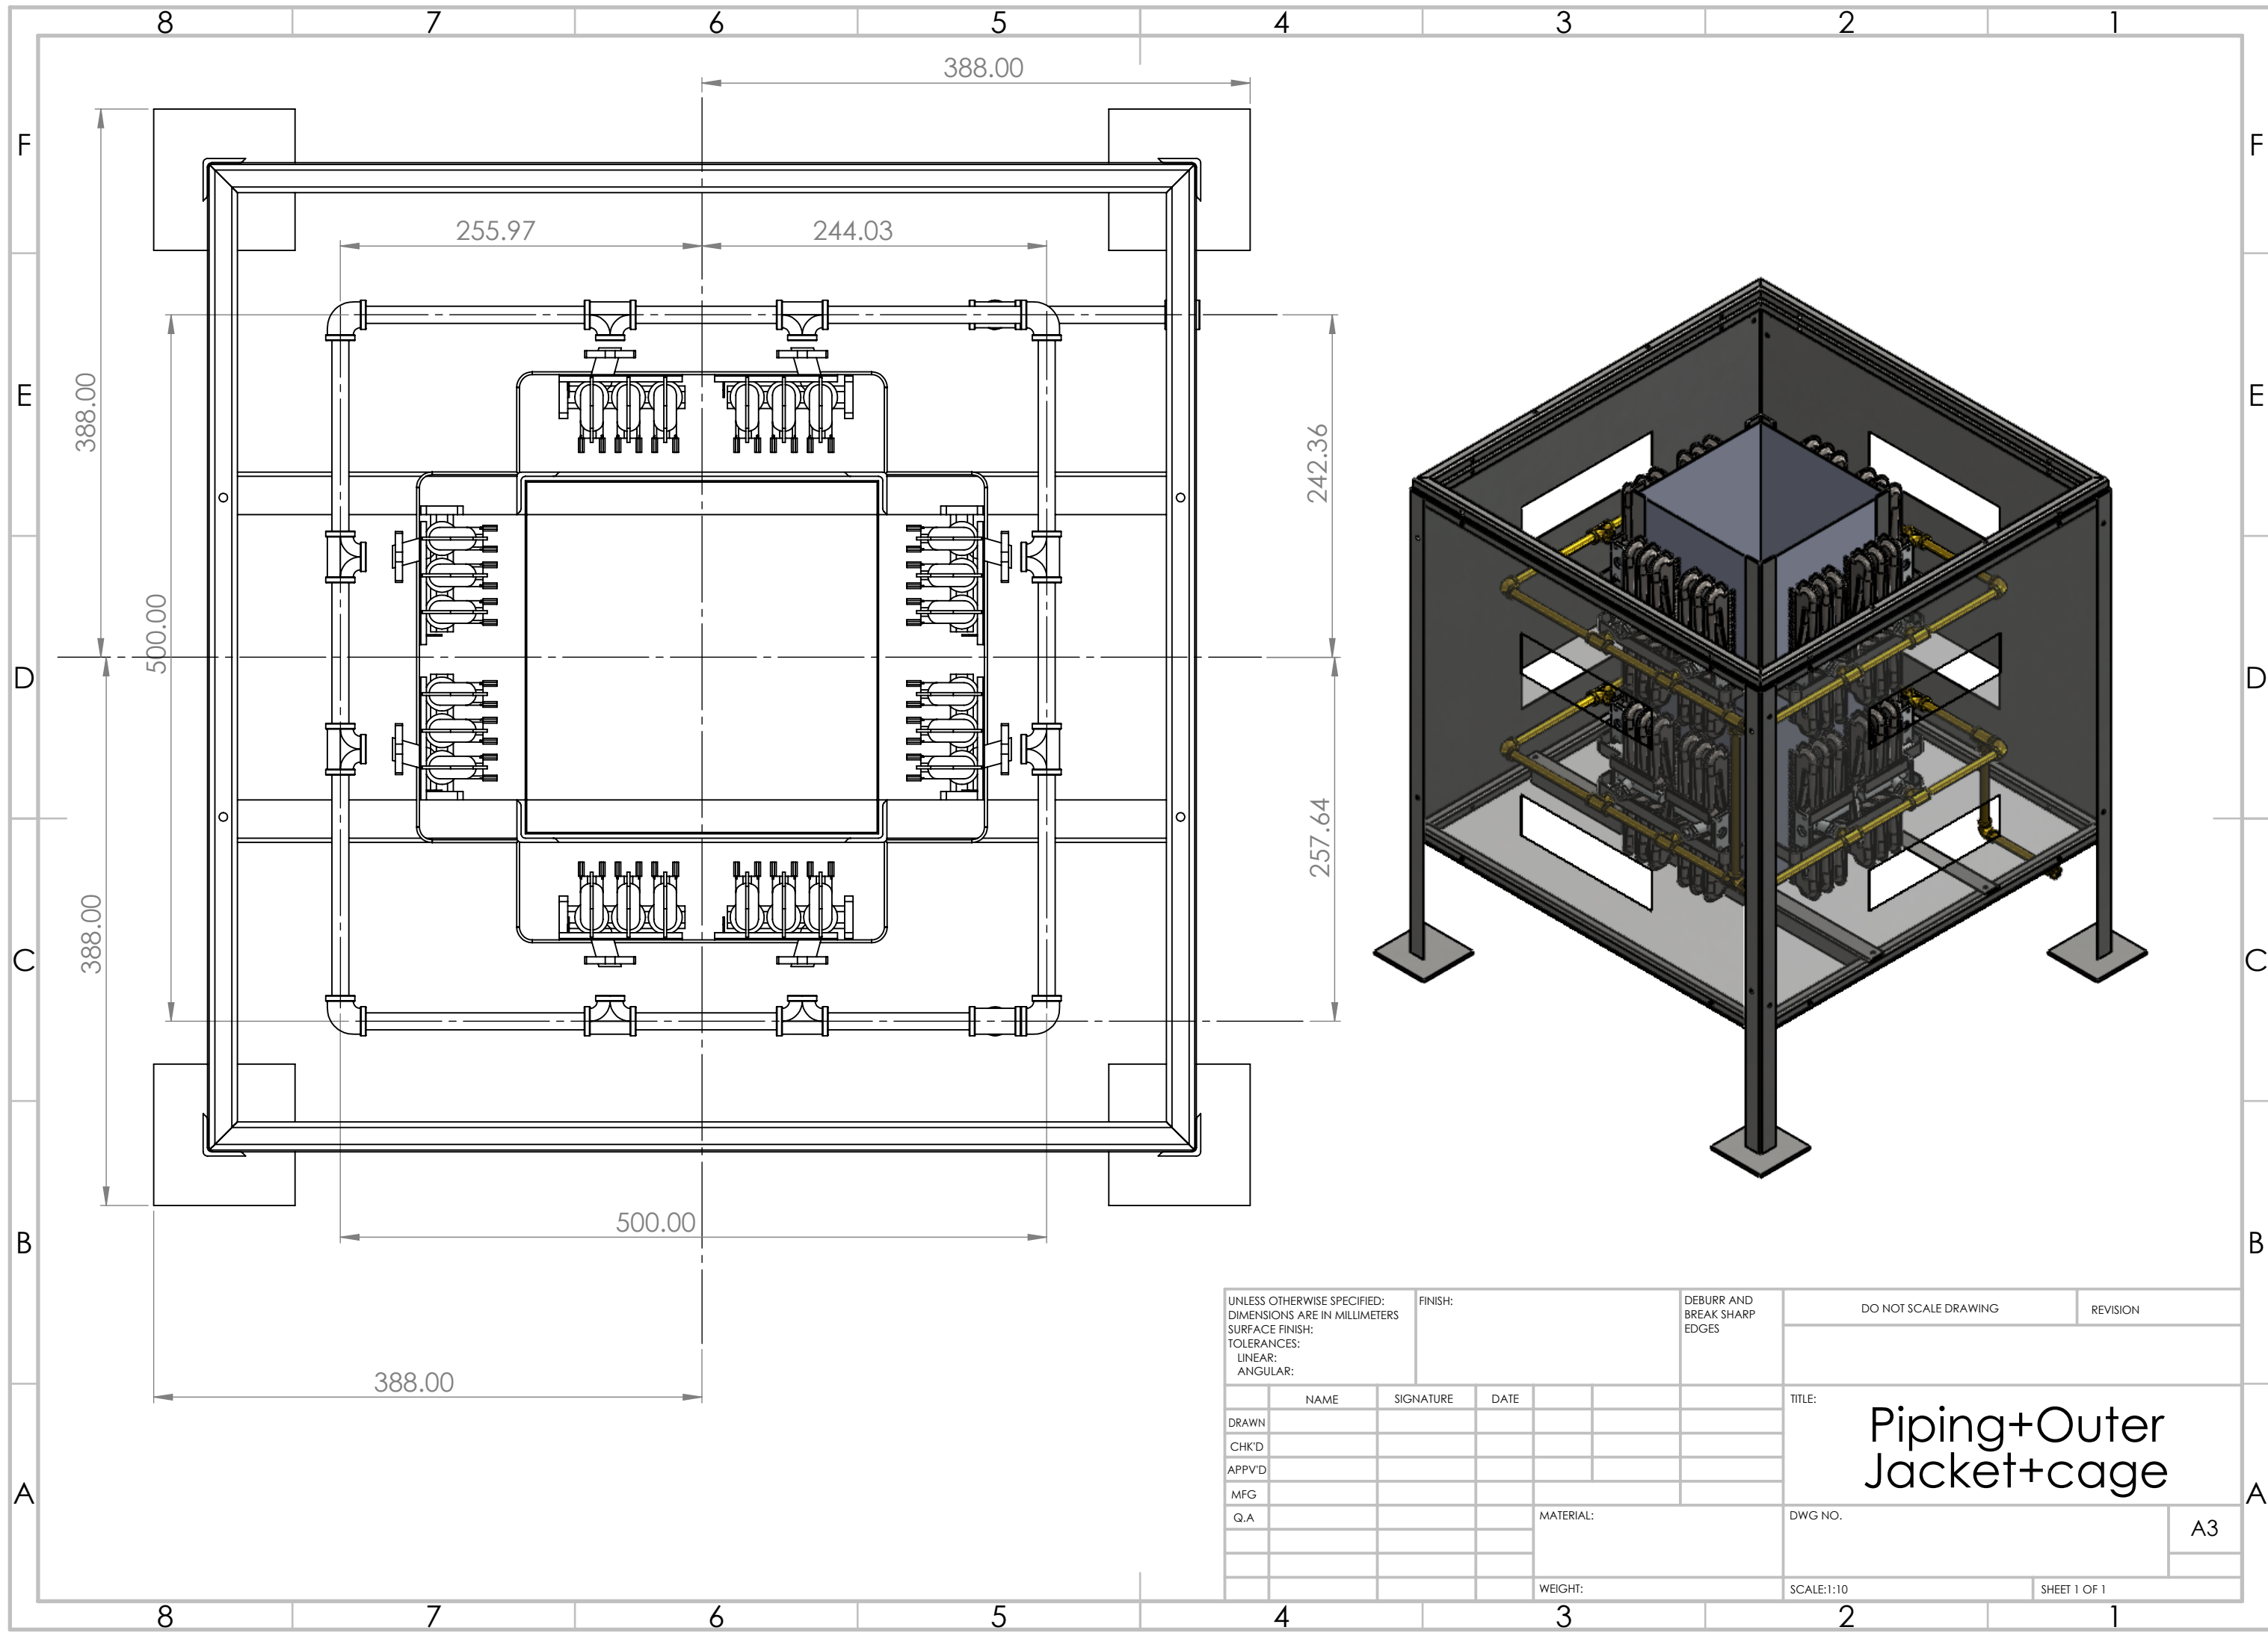 8 7 6 5 4 3 2 1
388.00
F F
255.97 244.03
E E
388.00
242.36
500.00
D D
257.64
388.00
C C
500.00
B B
388.00
UNLESS OTHERWISE SPECIFIED:
DIMENSIONS ARE IN MILLIMETERS
SURFACE FINISH:
TOLERANCES:
LINEAR:
ANGULAR:
FINISH:
DEBURR AND
BREAK SHARP
EDGES
DO NOT SCALE DRAWING
REVISION
NAME SIGNATURE DATE
DRAWN
CHK'D
APPV'D
MFG
Q.A
TITLE:
Piping+Outer
Jacket+cage
A A
MATERIAL:
DWG NO.
A3
WEIGHT:
SCALE:1:10
SHEET 1 OF 1
8 7 6 5 4 3 2 1